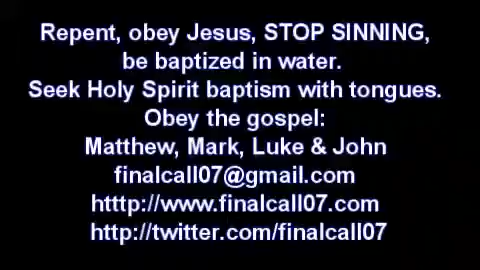 Repent, obey Jesus, STOP SINNING,
be baptized in water.
Seek Holy Spirit baptism with tongues.
Obey the gospel:
Matthew, Mark, Luke & John
finalcall07@gmail.com
htttp://www.finalcall07.com
http://twitter.com/finalcall07